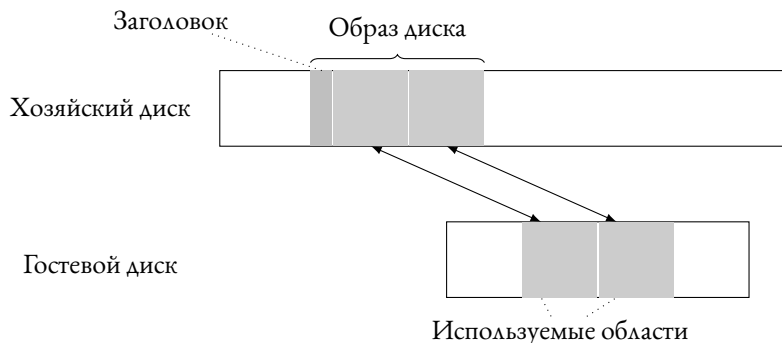 Заголовок
Образ диска
Хозяйский диск
Гостевой диск
Используемые области